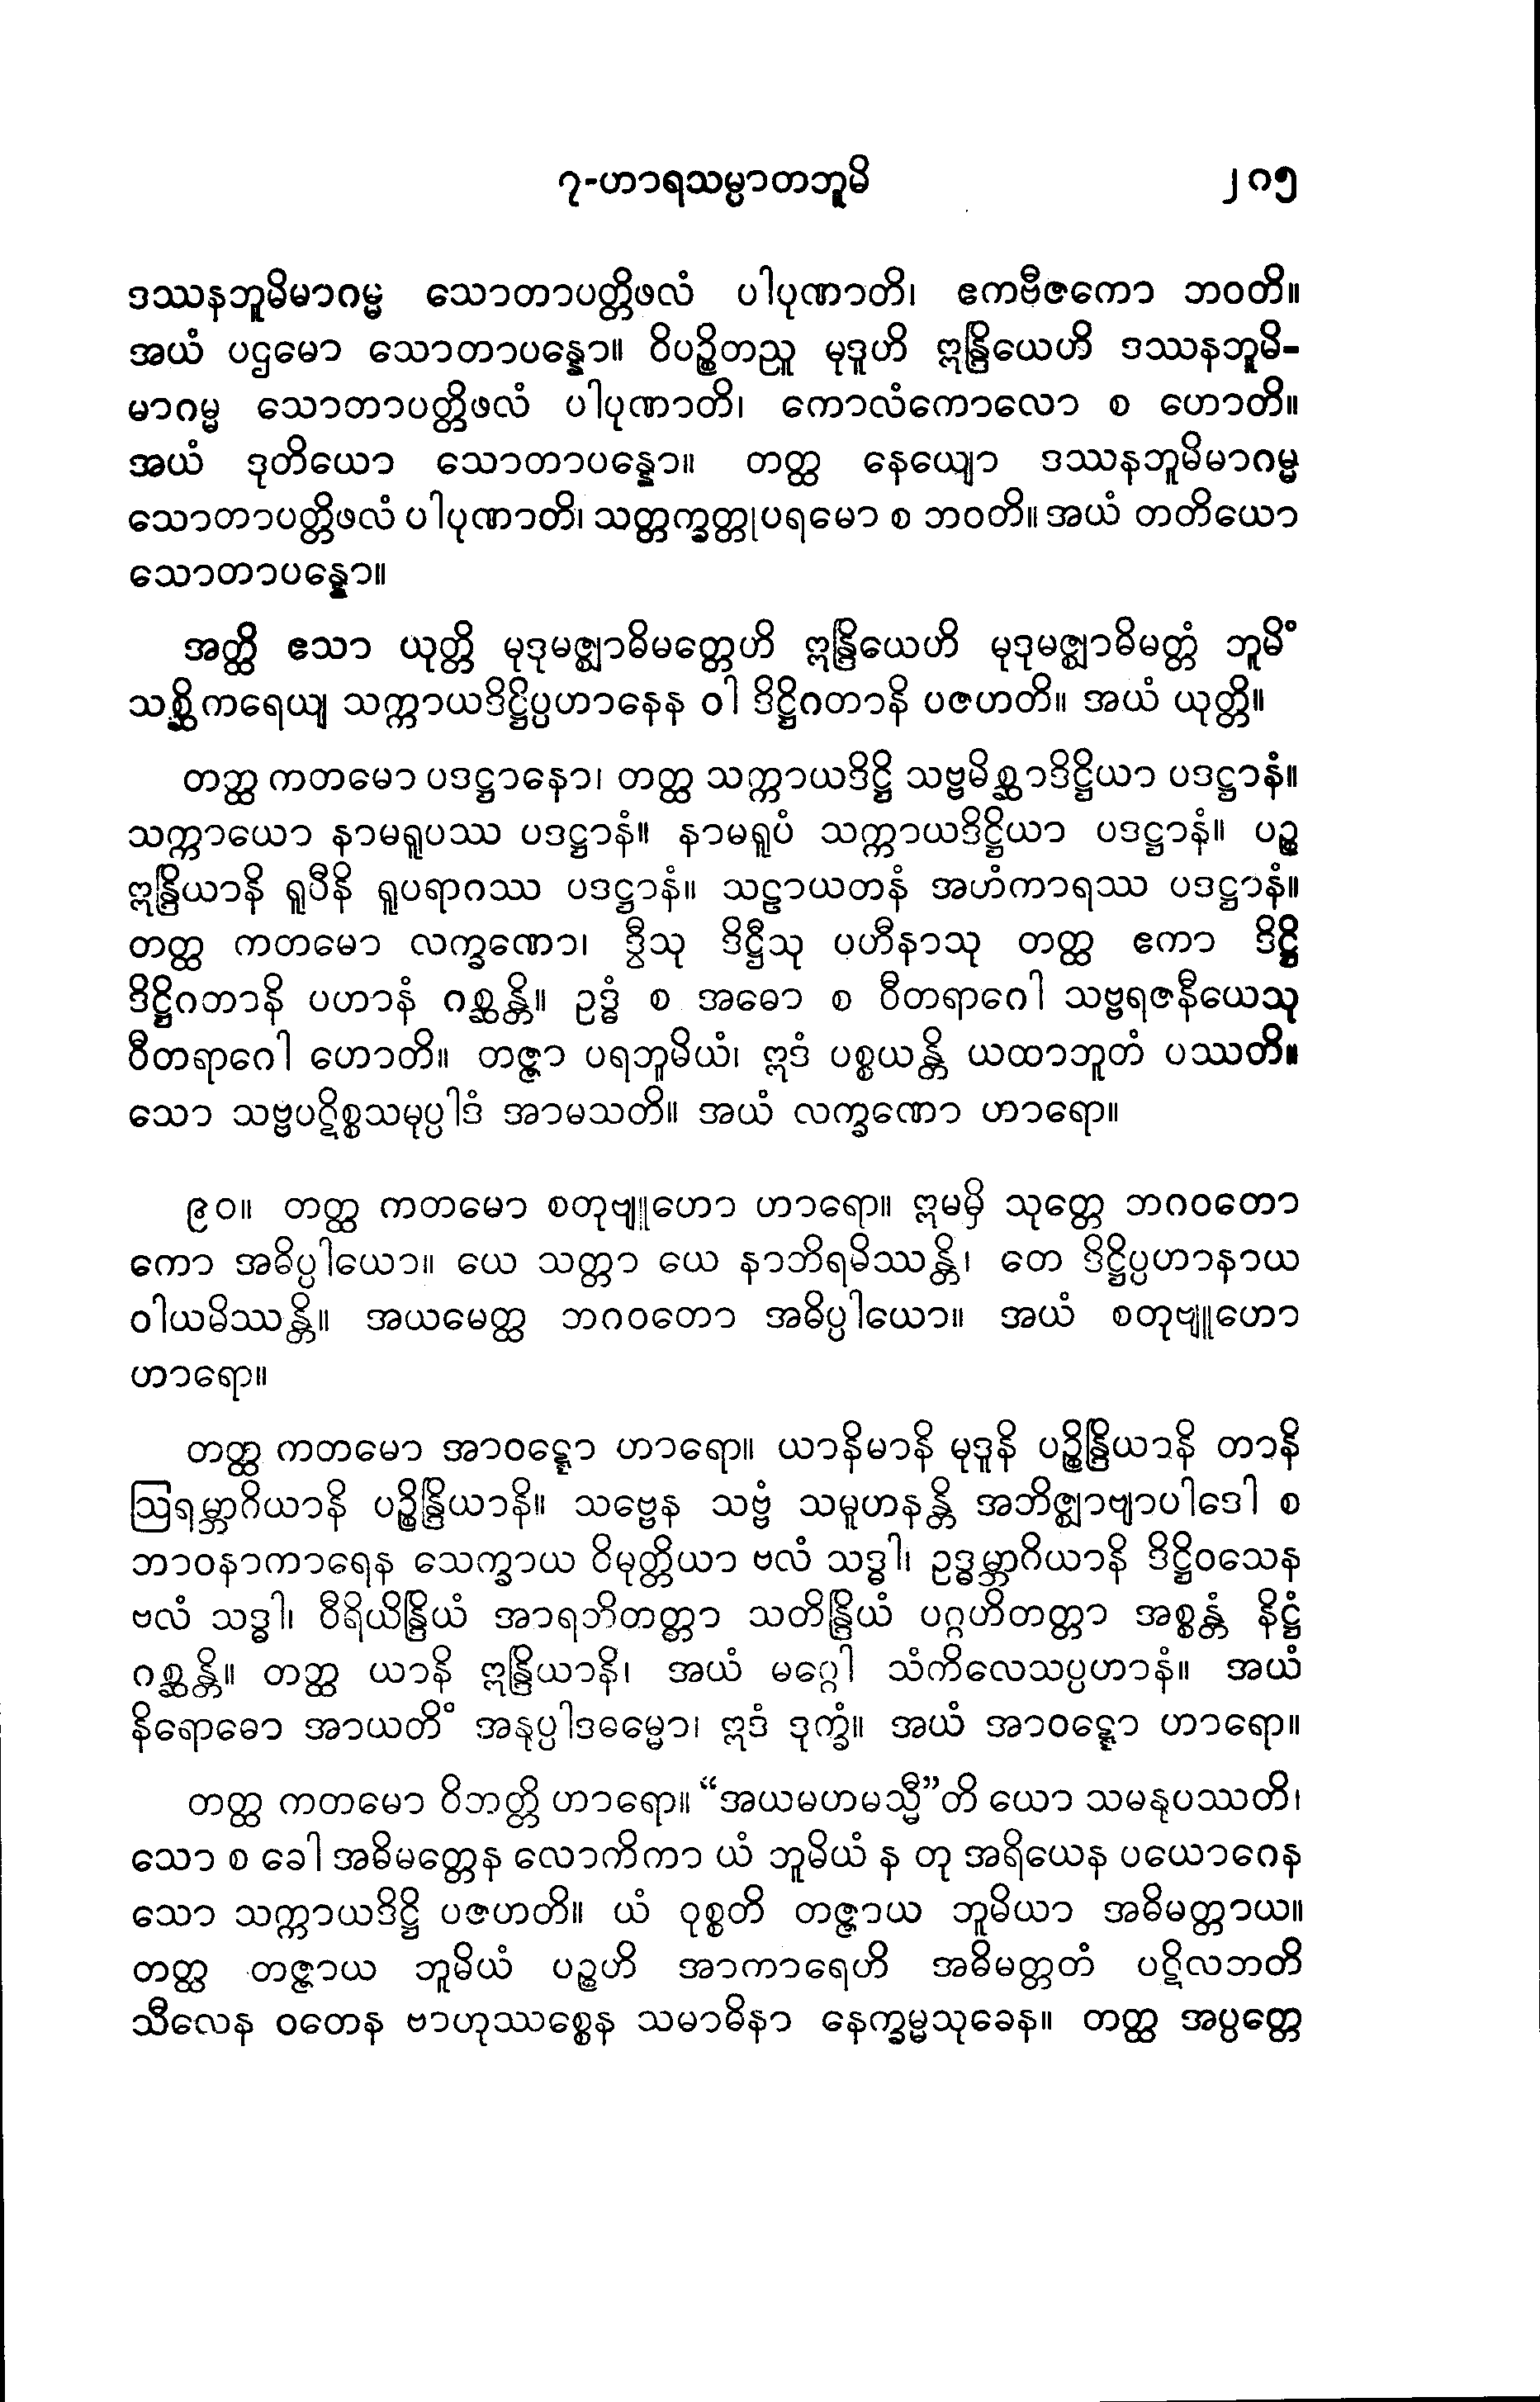 ၇-ဟာရသမ္ပာတဘူမိ ၂၈၅
ဒဿနဘူမိမာဂမ္မ သောတာပတ္တိဖလံ ပါပုဏာတိ၊ ဧကဗီဇကော ဘဝတိ။
အယံ ပဌမော သောတာပန္နော။ ဝိပဉ္စိတညူ မုဒူဟိ ဣန္ဒြိယေဟိ ဒဿနဘူမိ-
မာဂမ္မ သောတာပတ္တိဖလံ ပါပုဏာတိ၊ ကောလံကောလော စ ဟောတိ။
အယံ ဒုတိယော သောတာပန္နော။ တတ္ထ နေယျော ဒဿနဘူမိမာဂမ္မ
သောတာပတ္တိဖလံ ပါပုဏာတိ၊ သတ္တက္ခတ္တုပရမော စ ဘဝတိ။ အယံ တတိယော
သောတာပန္နော။
အတ္ထိ ဧသာ ယုတ္တိ မုဒုမဇ္ဈာဓိမတ္တေဟိ ဣန္ဒြိယေဟိ မုဒုမဇ္ဈာဓိမတ္တံ ဘူမိံ
သစ္ဆိကရေယျ သက္ကာယဒိဋ္ဌိပ္ပဟာနေန ဝါ ဒိဋ္ဌိဂတာနိ ပဇဟတိ။ အယံ ယုတ္တိ။
တတ္ထ ကတမော ပဒဋ္ဌာနော၊ တတ္ထ သက္ကာယဒိဋ္ဌိ သဗ္ဗမိစ္ဆာဒိဋ္ဌိယာ ပဒဋ္ဌာနံ။
သက္ကာယော နာမရူပဿ ပဒဋ္ဌာနံ။ နာမရူပံ သက္ကာယဒိဋ္ဌိယာ ပဒဋ္ဌာနံ။ ပဉ္စ
ဣန္ဒြိယာနိ ရူပီနိ ရူပရာဂဿ ပဒဋ္ဌာနံ။ သဠာယတနံ အဟံကာရဿ ပဒဋ္ဌာနံ။
တတ္ထ ကတမော လက္ခဏော၊ ဒွီသု ဒိဋ္ဌီသု ပဟီနာသု တတ္ထ ဧကာ ဒိဋ္ဌိ
ဒိဋ္ဌိဂတာနိ ပဟာနံ ဂစ္ဆန္တိ။ ဥဒ္ဓံ စ အဓော စ ဝီတရာဂေါ သဗ္ဗရဇနီယေသု
ဝီတရာဂေါ ဟောတိ။ တဇ္ဇာ ပရဘူမိယံ၊ ဣဒံ ပစ္စယန္တိ ယထာဘူတံ ပဿတိ။
သော သဗ္ဗပဋိစ္စသမုပ္ပါဒံ အာမသတိ။ အယံ လက္ခဏော ဟာရော။
၉၀။ တတ္ထ ကတမော စတုဗျူဟော ဟာရော။ ဣမမှိ သုတ္တေ ဘဂဝတော
ကော အဓိပ္ပါယော။ ယေ သတ္တာ ယေ နာဘိရမိဿန္တိ၊ တေ ဒိဋ္ဌိပ္ပဟာနာယ
ဝါယမိဿန္တိ။ အယမေတ္ထ ဘဂဝတော အဓိပ္ပါယော။ အယံ စတုဗျူဟော
ဟာရော။
တတ္ထ ကတမော အာဝဋ္ဋော ဟာရော။ ယာနိမာနိ မုဒူနိ ပဉ္စိန္ဒြိယာနိ တာနိ
ဩရမ္ဘာဂိယာနိ ပဉ္စိန္ဒြိယာနိ။ သဗ္ဗေန သဗ္ဗံ သမူဟနန္တိ အဘိဇ္ဈာဗျာပါဒေါ စ
ဘာဝနာကာရေန သေက္ခာယ ဝိမုတ္တိယာ ဗလံ သဒ္ဓါ၊ ဥဒ္ဓမ္ဘာဂိယာနိ ဒိဋ္ဌိဝသေန
ဗလံ သဒ္ဓါ၊ ဝီရိယိန္ဒြိယံ အာရဘိတတ္တာ သတိန္ဒြိယံ ပဂ္ဂဟိတတ္တာ အစ္စန္တံ နိဋ္ဌံ
ဂစ္ဆန္တိ။ တတ္ထ ယာနိ ဣန္ဒြိယာနိ၊ အယံ မဂ္ဂေါ သံကိလေသပ္ပဟာနံ။ အယံ
နိရောဓော အာယတိံ အနုပ္ပါဒဓမ္မော၊ ဣဒံ ဒုက္ခံ။ အယံ အာဝဋ္ဋော ဟာရော။
တတ္ထ ကတမော ဝိဘတ္တိ ဟာရော။ “အယမဟမသ္မီ”တိ ယော သမနုပဿတိ၊
သော စ ခေါ အဓိမတ္တေန လောကိကာ ယံ ဘူမိယံ န တု အရိယေန ပယောဂေန
သော သက္ကာယဒိဋ္ဌိ ပဇဟတိ။ ယံ ဝုစ္စတိ တဇ္ဇာယ ဘူမိယာ အဓိမတ္တာယ။
တတ္ထ တဇ္ဇာယ ဘူမိယံ ပဉ္စဟိ အာကာရေဟိ အဓိမတ္တတံ ပဋိလဘတိ
သီလေန ဝတေန ဗာဟုဿစ္စေန သမာဓိနာ နေက္ခမ္မသုခေန။ တတ္ထ အပ္ပတ္တေ